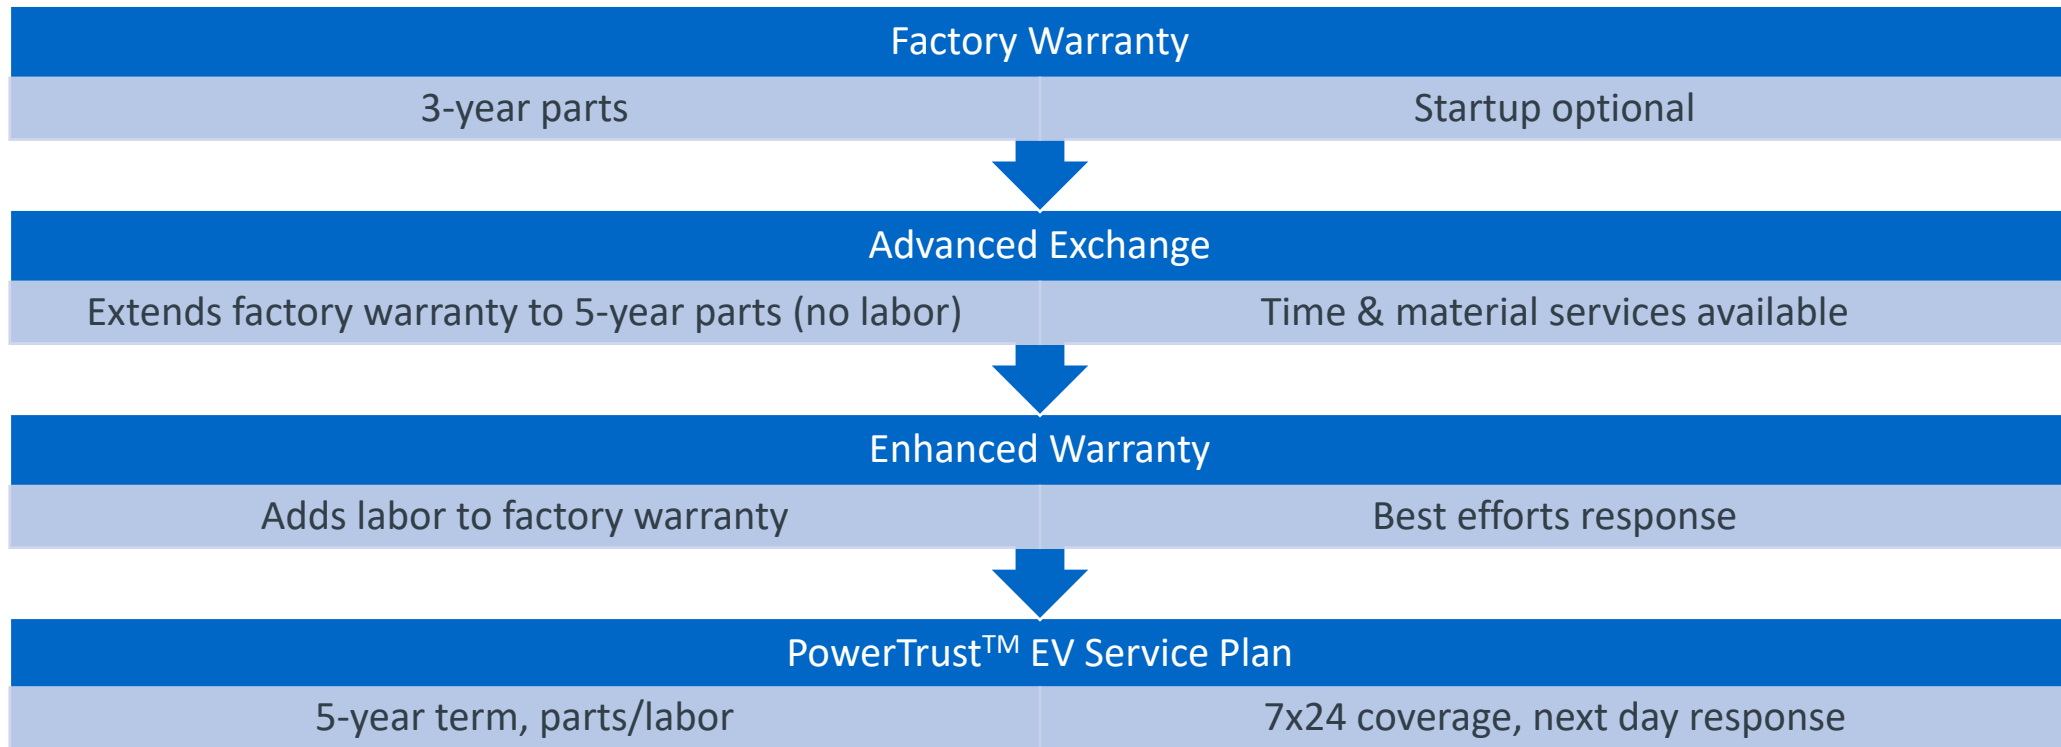 Factory Warranty
3-year parts
Startup optional
Advanced Exchange
Extends factory warranty to 5-year parts (no labor)
Time & material services available
Enhanced Warranty
Adds labor to factory warranty
Best efforts response
PowerTrust™ EV Service Plan
5-year term, parts/labor
7x24 coverage, next day response